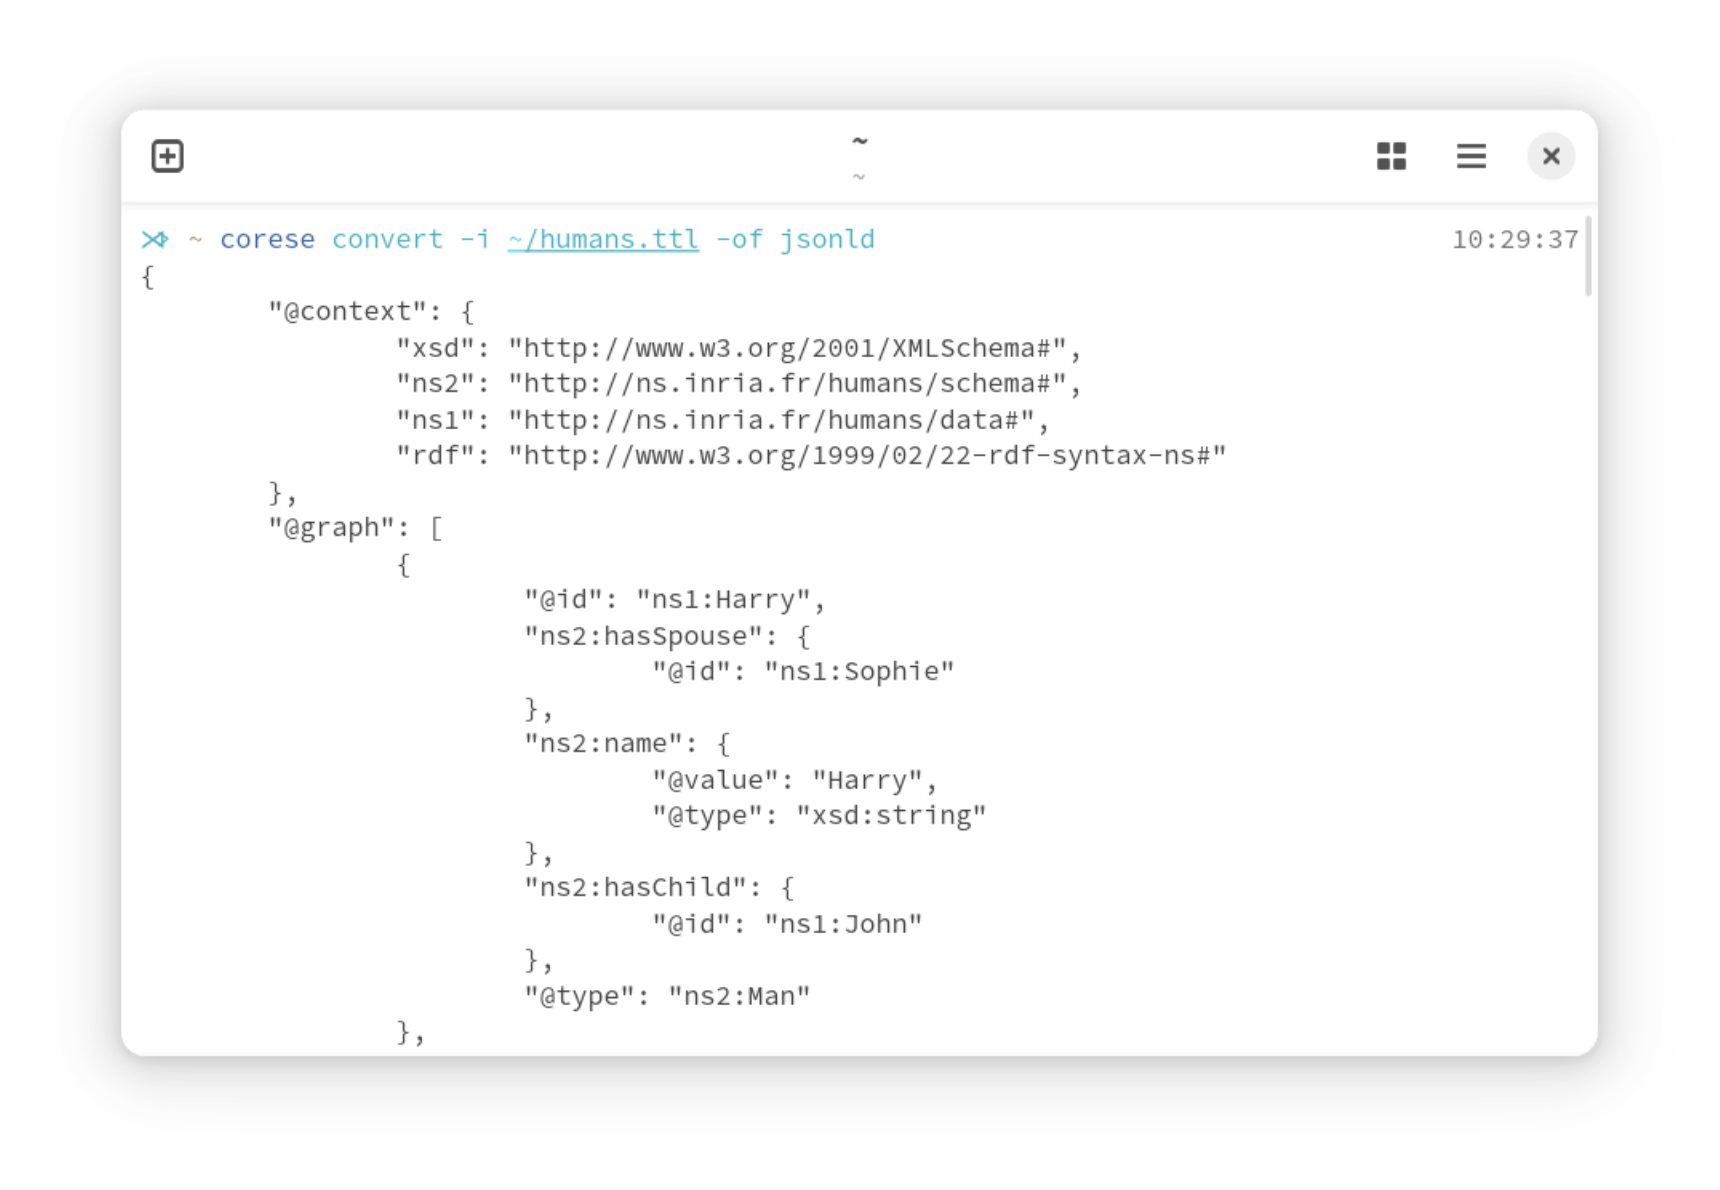 ~
~
~ corese convert -i ~/humans.ttl -of jsonld 10:29:37
{
        "@context": {
                "xsd": "http://www.w3.org/2001/XMLSchema#",
                "ns2": "http://ns.inria.fr/humans/schema#",
                "ns1": "http://ns.inria.fr/humans/data#",
                "rdf": "http://www.w3.org/1999/02/22-rdf-syntax-ns#"
        },
        "@graph": [
                {
                        "@id": "ns1:Harry",
                        "ns2:hasSpouse": {
                                "@id": "ns1:Sophie"
                        },
                        "ns2:name": {
                                "@value": "Harry",
                                "@type": "xsd:string"
                        },
                        "ns2:hasChild": {
                                "@id": "ns1:John"
                        },
                        "@type": "ns2:Man"
                },